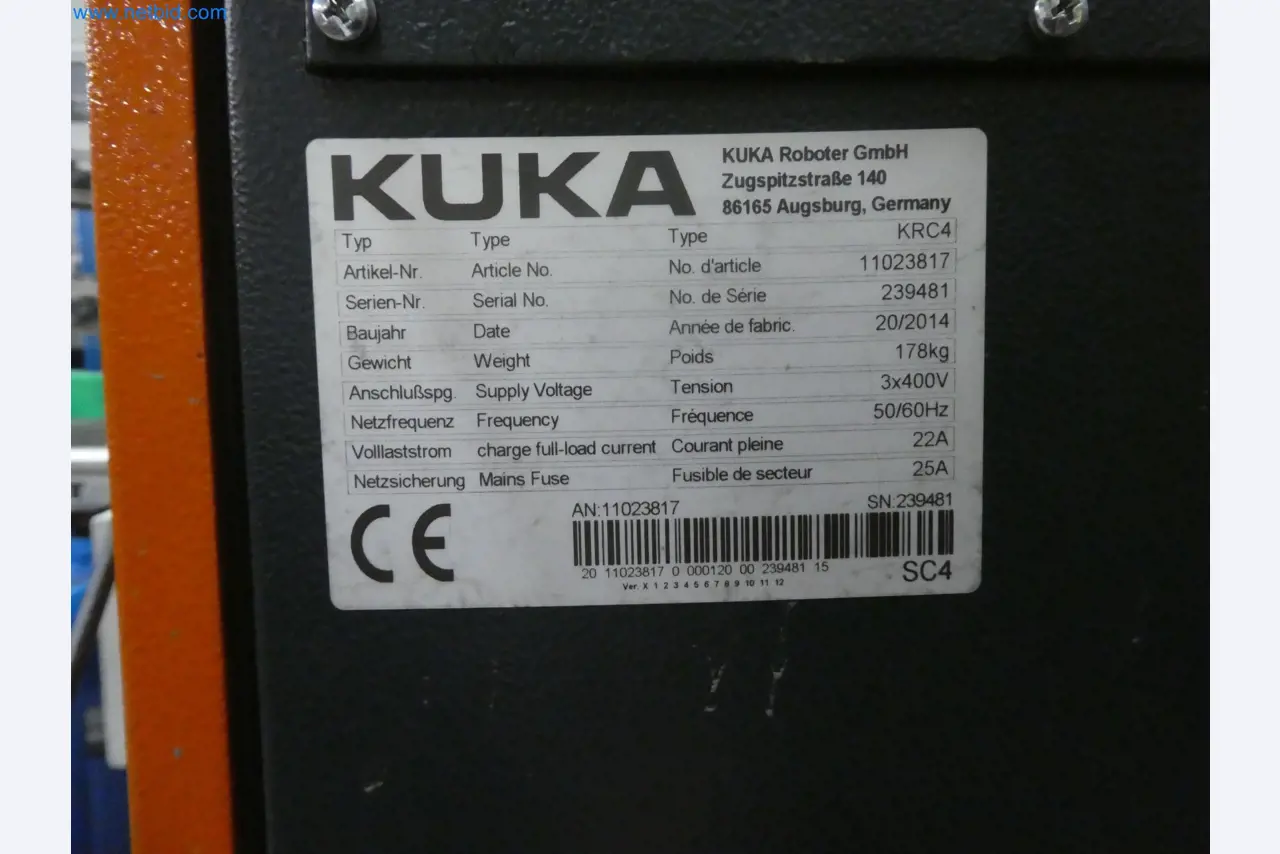 www.netbid.com
KUKA
KUKA Roboter GmbH
Zugspitzstraße 140
86165 Augsburg, Germany
Typ Type Type KRC4
Artikel-Nr. Article No. No. d'article 11023817
Serien-Nr. Serial No. No. de Série 239481
Baujahr Date Année de fabric. 20/2014
Gewicht Weight Poids 178kg
Anschlußspg. Supply Voltage Tension 3x400V
Netzfrequenz Frequency Fréquence 50/60Hz
Volllaststrom charge full-load current Courant pleine 22A
Netzsicherung Mains Fuse Fusible de secteur 25A
CE
AN:11023817 SN:239481
20 11023817 0 000120 00 239481 15
SC4
Ver. X 1 2 3 4 5 6 7 8 9 10 11 12